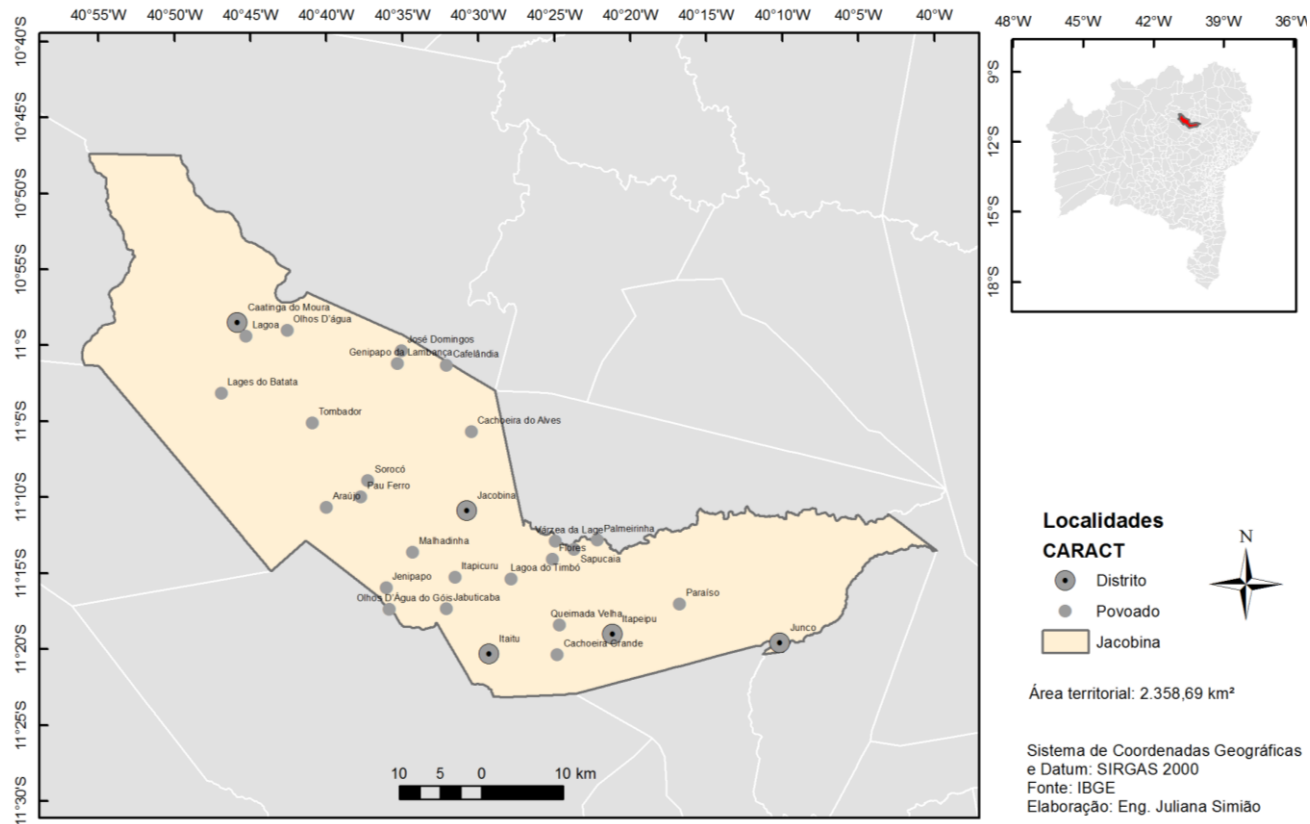 40°55'W 40°50'W 40°45'W 40°40'W 40°35'W 40°30'W 40°25'W 40°20'W 40°15'W 40°10'W 40°5'W 40°W
48°W 45°W 42°W 39°W 36°W
10°40'S
10°45'S
10°50'S
10°55'S
11°S
11°5'S
11°10'S
11°15'S
11°20'S
11°25'S
11°30'S
9°S
12°S
15°S
18°S
Caatinga do Moura
Lagoa
Olhos D'água
José Domingos
Genipapo da Lambança
Cafelândia
Lages do Batata
Tombador
Cachoeira do Alves
Sorocó
Pau Ferro
Araújo
Jacobina
Várzea da Lage
Palmeirinha
Malhadinha
Flores
Sapucaia
Itapicuru
Lagoa do Timbó
Jenipapo
Olhos D'Água do Góis
Jabuticaba
Paraíso
Queimada Velha
Itapeipu
Junco
Itaitu
Cachoeira Grande
10 5 0 10 km
Localidades
CARACT
N
Distrito
Povoado
Jacobina
Área territorial: 2.358,69 km²
Sistema de Coordenadas Geográficas
e Datum: SIRGAS 2000
Fonte: IBGE
Elaboração: Eng. Juliana Simião